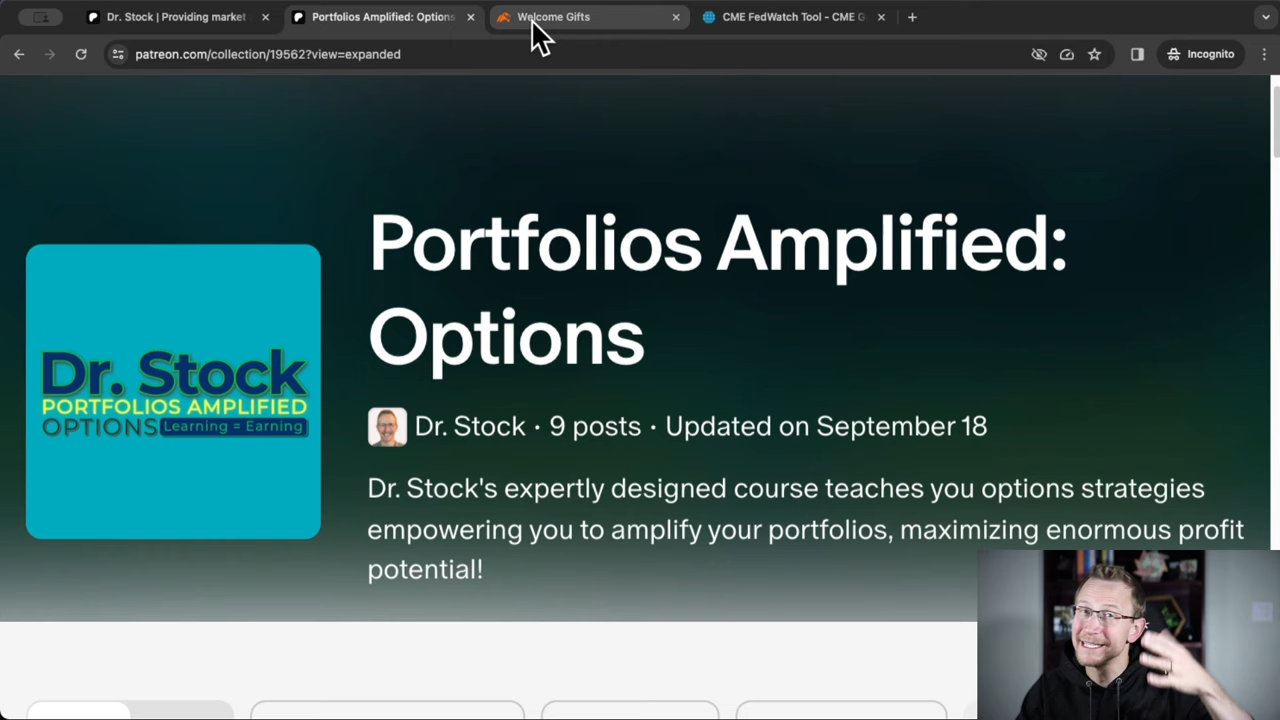 Dr. Stock | Providing market
Portfolios Amplified: Options
Welcome Gifts
CME FedWatch Tool - CME G
patreon.com/collection/19562?view=expanded
Incognito
Portfolios Amplified:
Options
Dr. Stock
PORTFOLIOS AMPLIFIED
OPTIONS Learning = Earning
Dr. Stock · 9 posts · Updated on September 18
Dr. Stock's expertly designed course teaches you options strategies
empowering you to amplify your portfolios, maximizing enormous profit
potential!